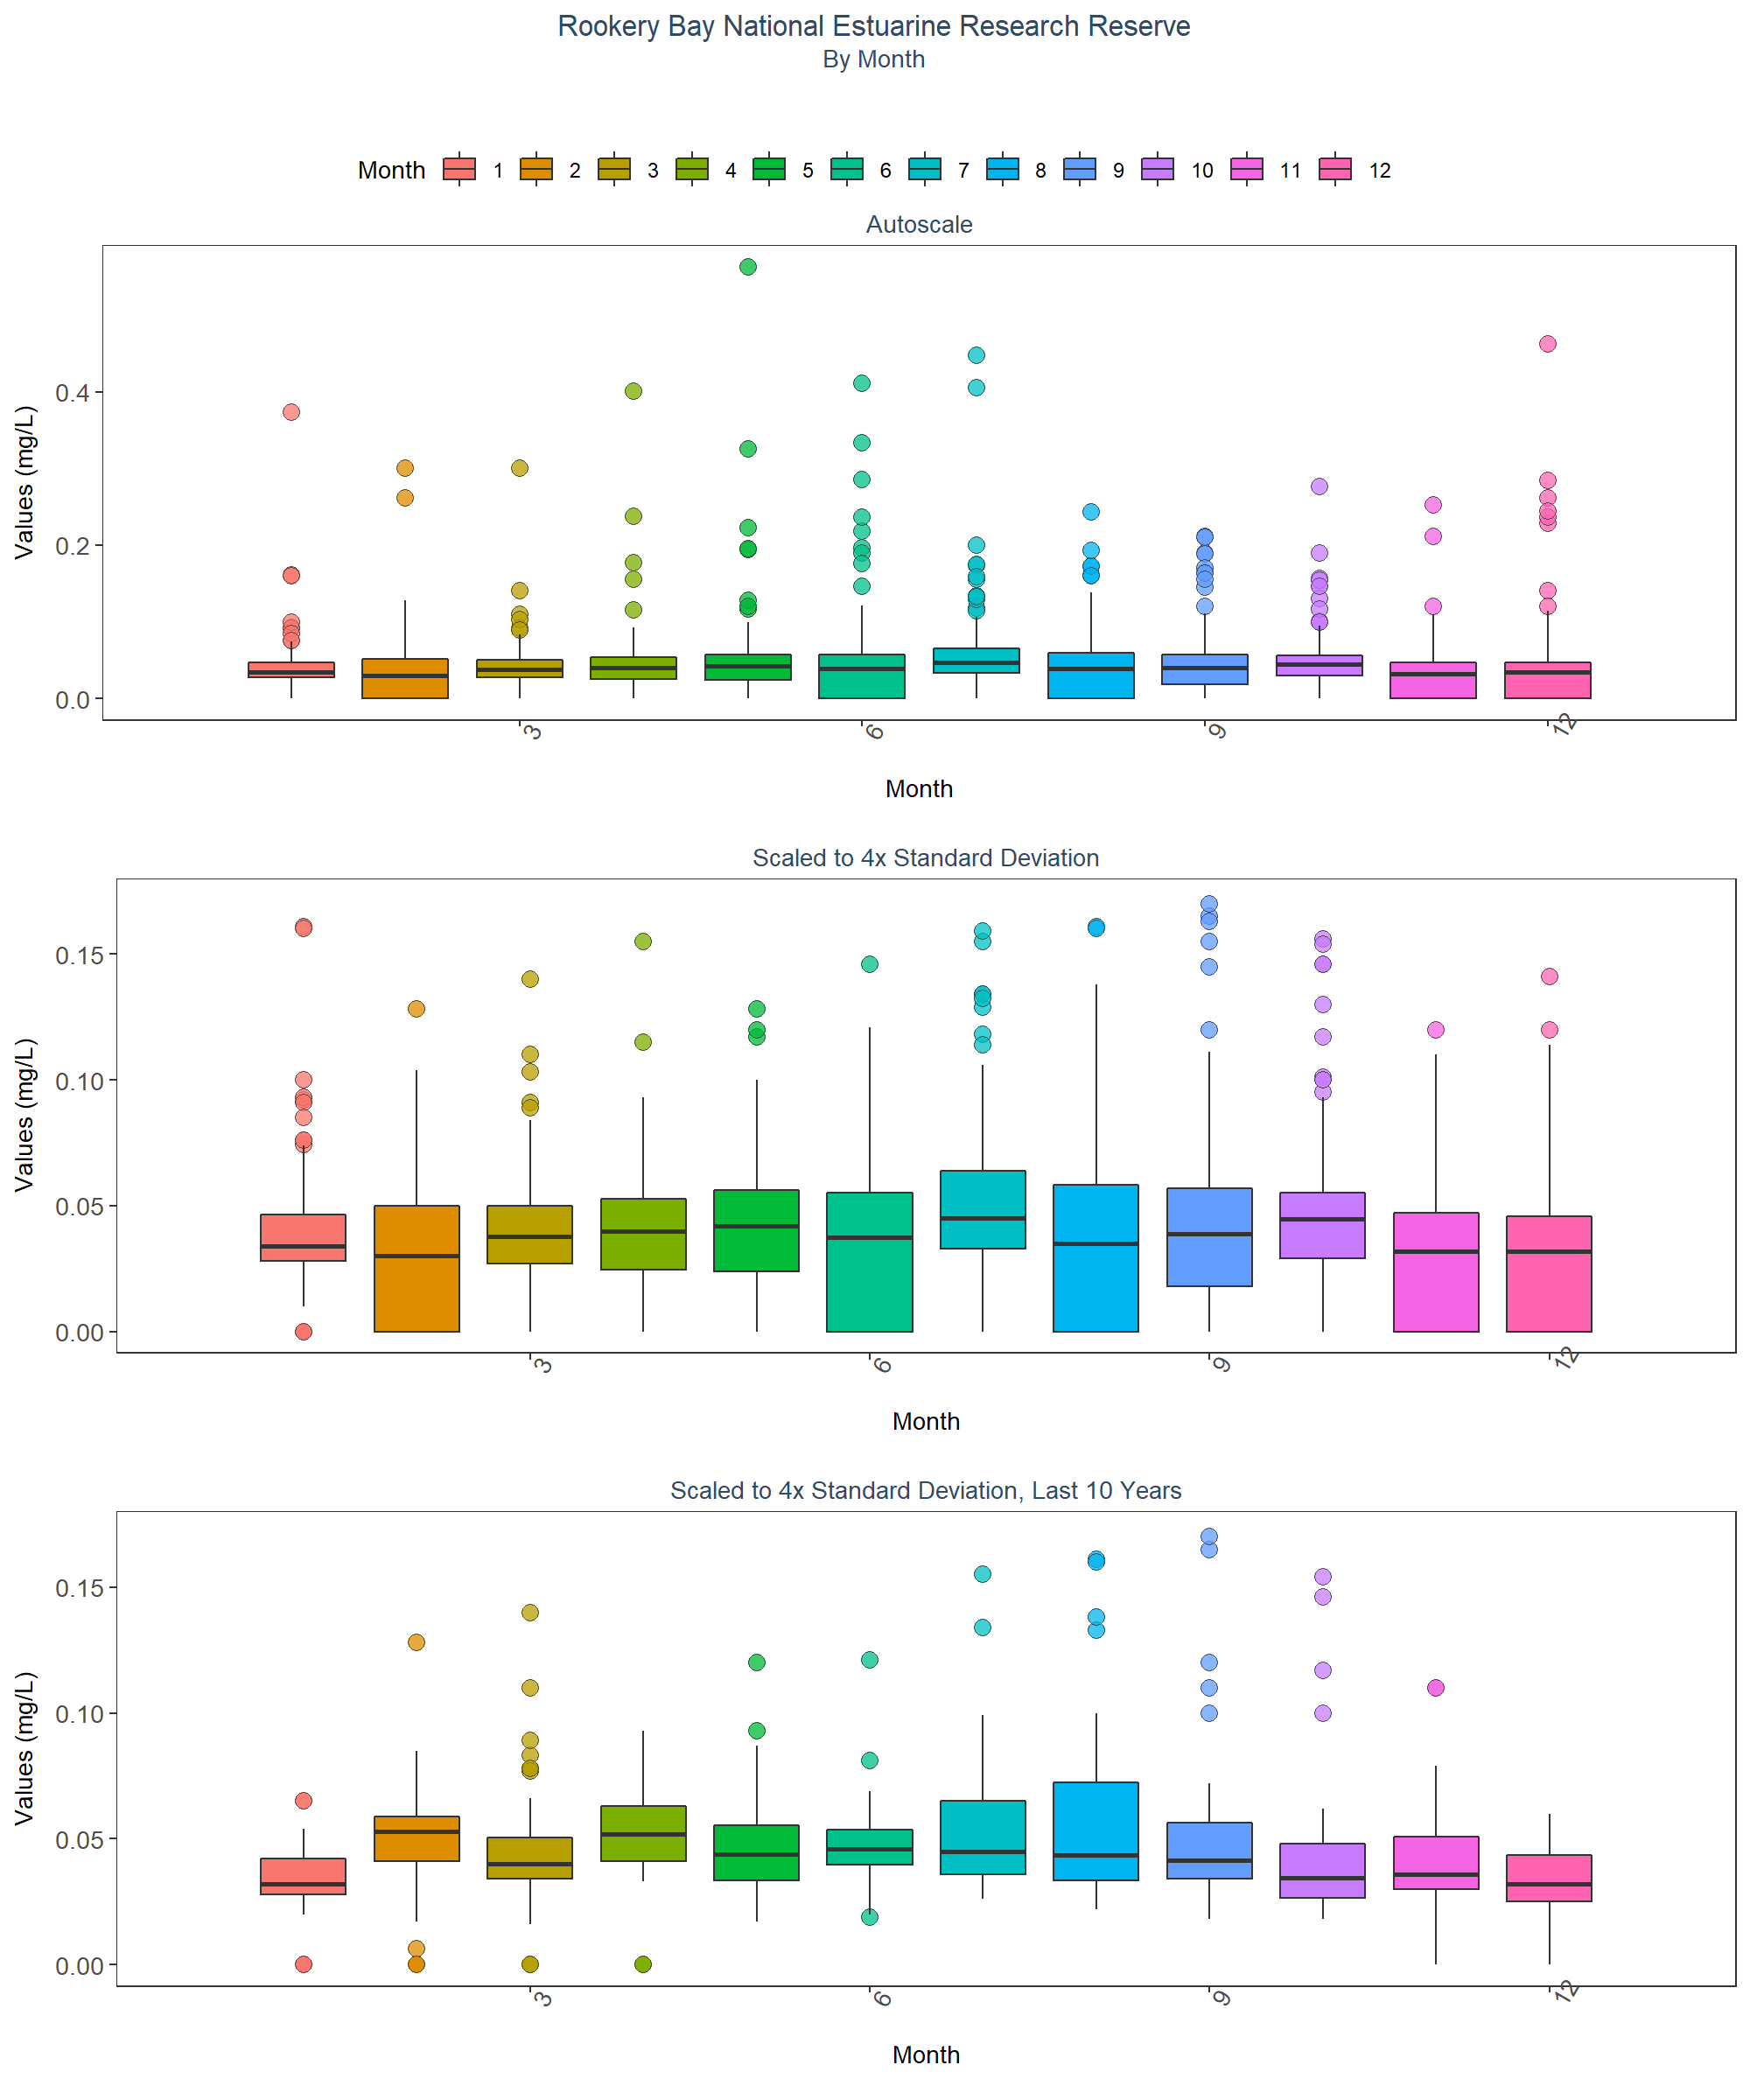 Rookery Bay National Estuarine Research Reserve
By Month
Month 1 2 3 4 5 6 7 8 9 10 11 12
Autoscale
Values (mg/L)
0.4
0.2
0.0
3 6 9 12
Month
Scaled to 4x Standard Deviation
Values (mg/L)
0.15
0.10
0.05
0.00
3 6 9 12
Month
Scaled to 4x Standard Deviation, Last 10 Years
Values (mg/L)
0.15
0.10
0.05
0.00
3 6 9 12
Month